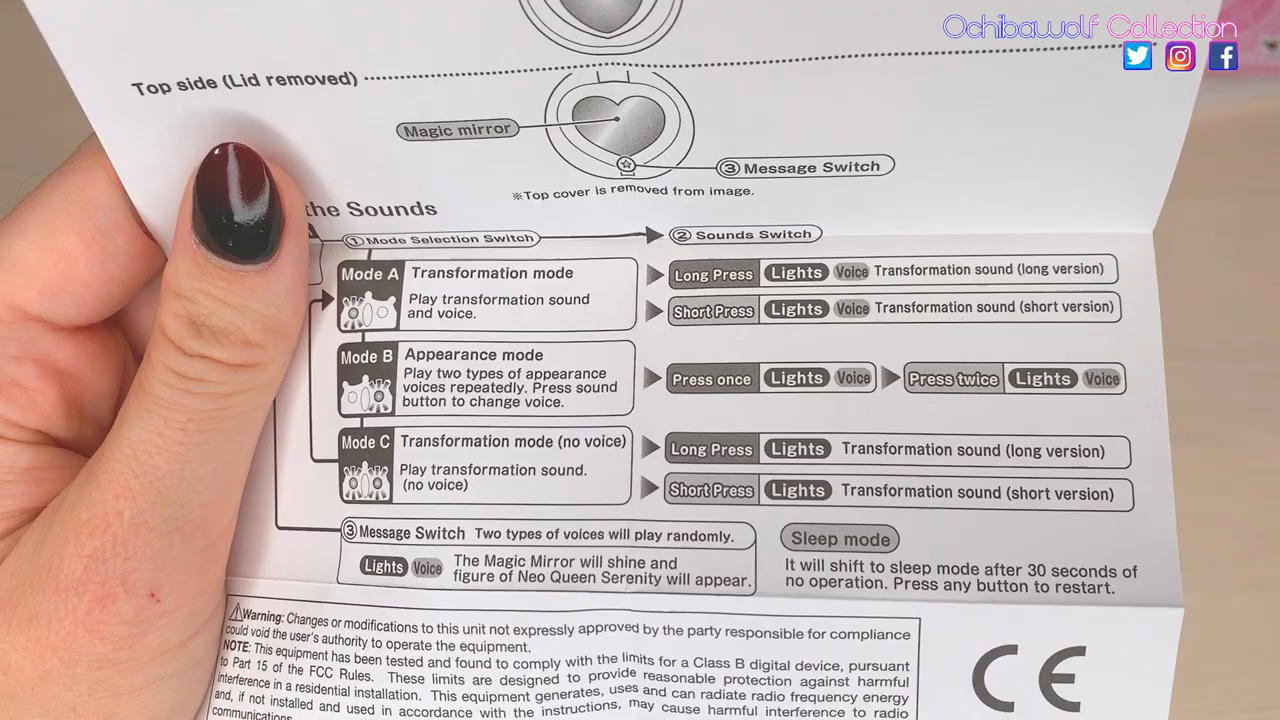 Ochibawolf Collection
Top side (Lid removed)
Magic mirror
③ Message Switch
※Top cover is removed from image.
the Sounds
① Mode Selection Switch
② Sounds Switch
Mode A
Transformation mode
Play transformation sound
and voice.
Long Press Lights Voice Transformation sound (long version)
Short Press Lights Voice Transformation sound (short version)
Mode B
Appearance mode
Play two types of appearance
voices repeatedly. Press sound
button to change voice.
Press once Lights Voice
Press twice Lights Voice
Mode C
Transformation mode (no voice)
Play transformation sound.
(no voice)
Long Press Lights Transformation sound (long version)
Short Press Lights Transformation sound (short version)
③ Message Switch Two types of voices will play randomly.
Lights Voice
The Magic Mirror will shine and
figure of Neo Queen Serenity will appear.
Sleep mode
It will shift to sleep mode after 30 seconds of
no operation. Press any button to restart.
⚠Warning: Changes or modifications to this unit not expressly approved by the party responsible for compliance
could void the user's authority to operate the equipment.
NOTE: This equipment has been tested and found to comply with the limits for a Class B digital device, pursuant
to Part 15 of the FCC Rules. These limits are designed to provide reasonable protection against harmful
interference in a residential installation. This equipment generates, uses and can radiate radio frequency energy
and, if not installed and used in accordance with the instructions, may cause harmful interference to radio
communications.
CE